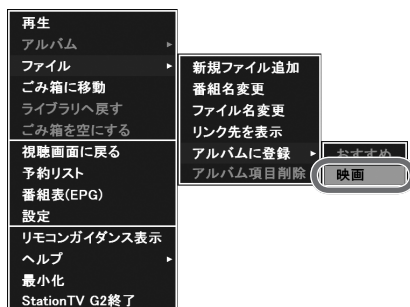 再生
アルバム
ファイル
ごみ箱に移動
ライブラリへ戻す
ごみ箱を空にする
視聴画面に戻る
予約リスト
番組表(EPG)
設定
リモコンガイダンス表示
ヘルプ
最小化
StationTV G2終了
新規ファイル追加
番組名変更
ファイル名変更
リンク先を表示
アルバムに登録
アルバム項目削除
おすすめ
映画